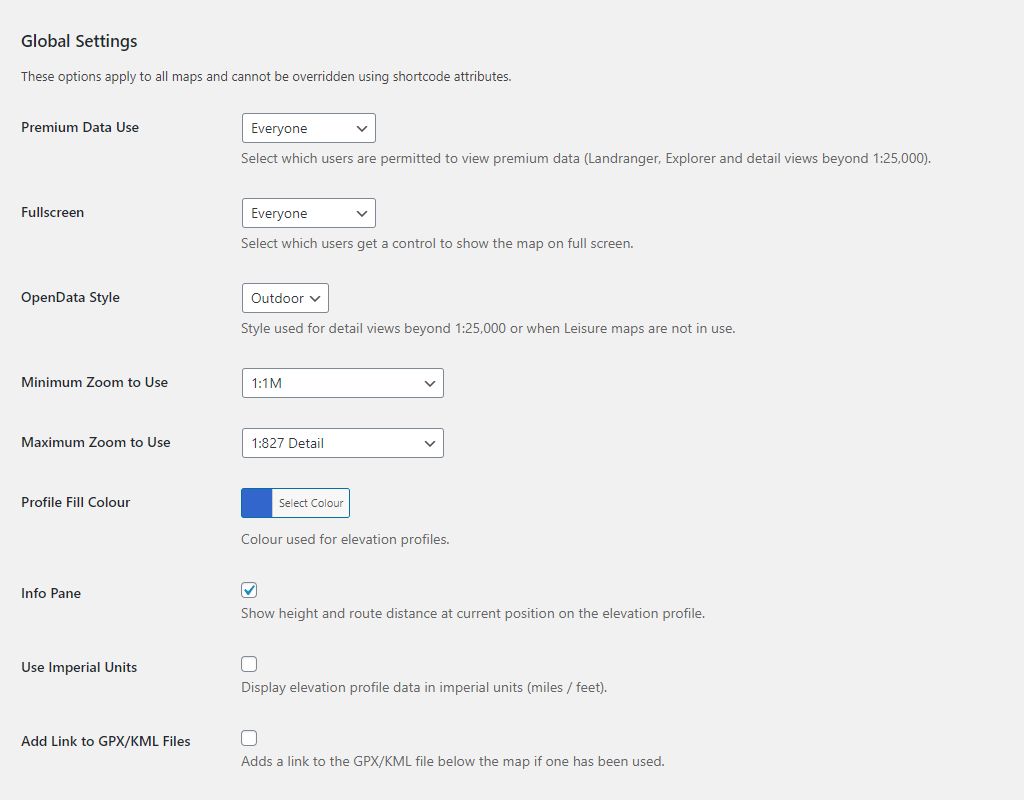 Global Settings
These options apply to all maps and cannot be overridden using shortcode attributes.
Premium Data Use
Everyone
Select which users are permitted to view premium data (Landranger, Explorer and detail views beyond 1:25,000).
Fullscreen
Everyone
Select which users get a control to show the map on full screen.
OpenData Style
Outdoor
Style used for detail views beyond 1:25,000 or when Leisure maps are not in use.
Minimum Zoom to Use
1:1M
Maximum Zoom to Use
1:827 Detail
Profile Fill Colour
Select Colour
Colour used for elevation profiles.
Info Pane
Show height and route distance at current position on the elevation profile.
Use Imperial Units
Display elevation profile data in imperial units (miles / feet).
Add Link to GPX/KML Files
Adds a link to the GPX/KML file below the map if one has been used.